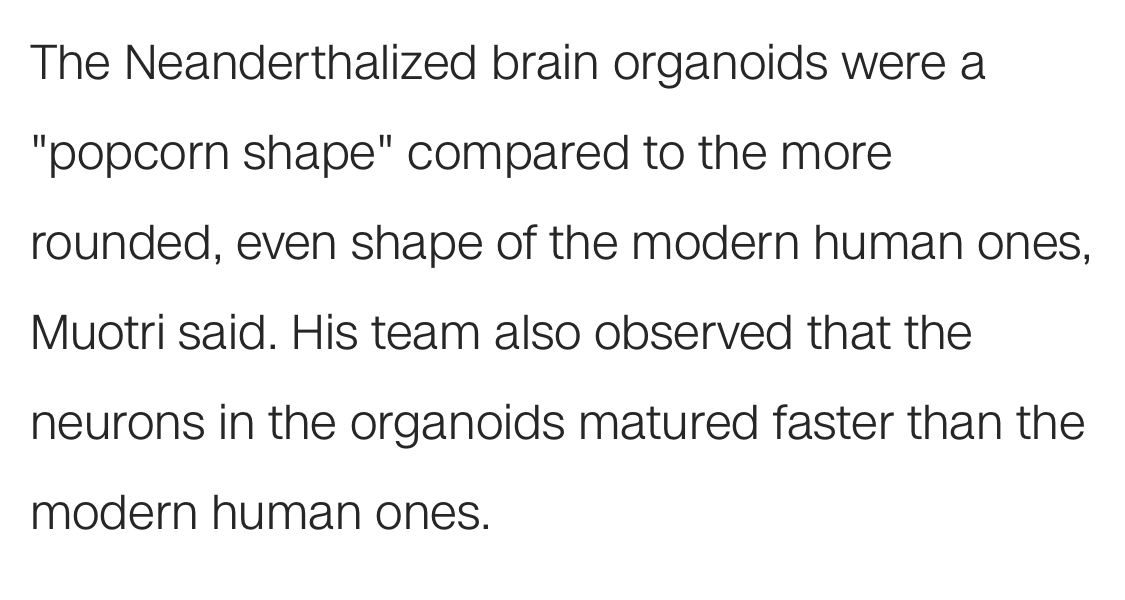 The Neanderthalized brain organoids were a
"popcorn shape" compared to the more
rounded, even shape of the modern human ones,
Muotri said. His team also observed that the
neurons in the organoids matured faster than the
modern human ones.